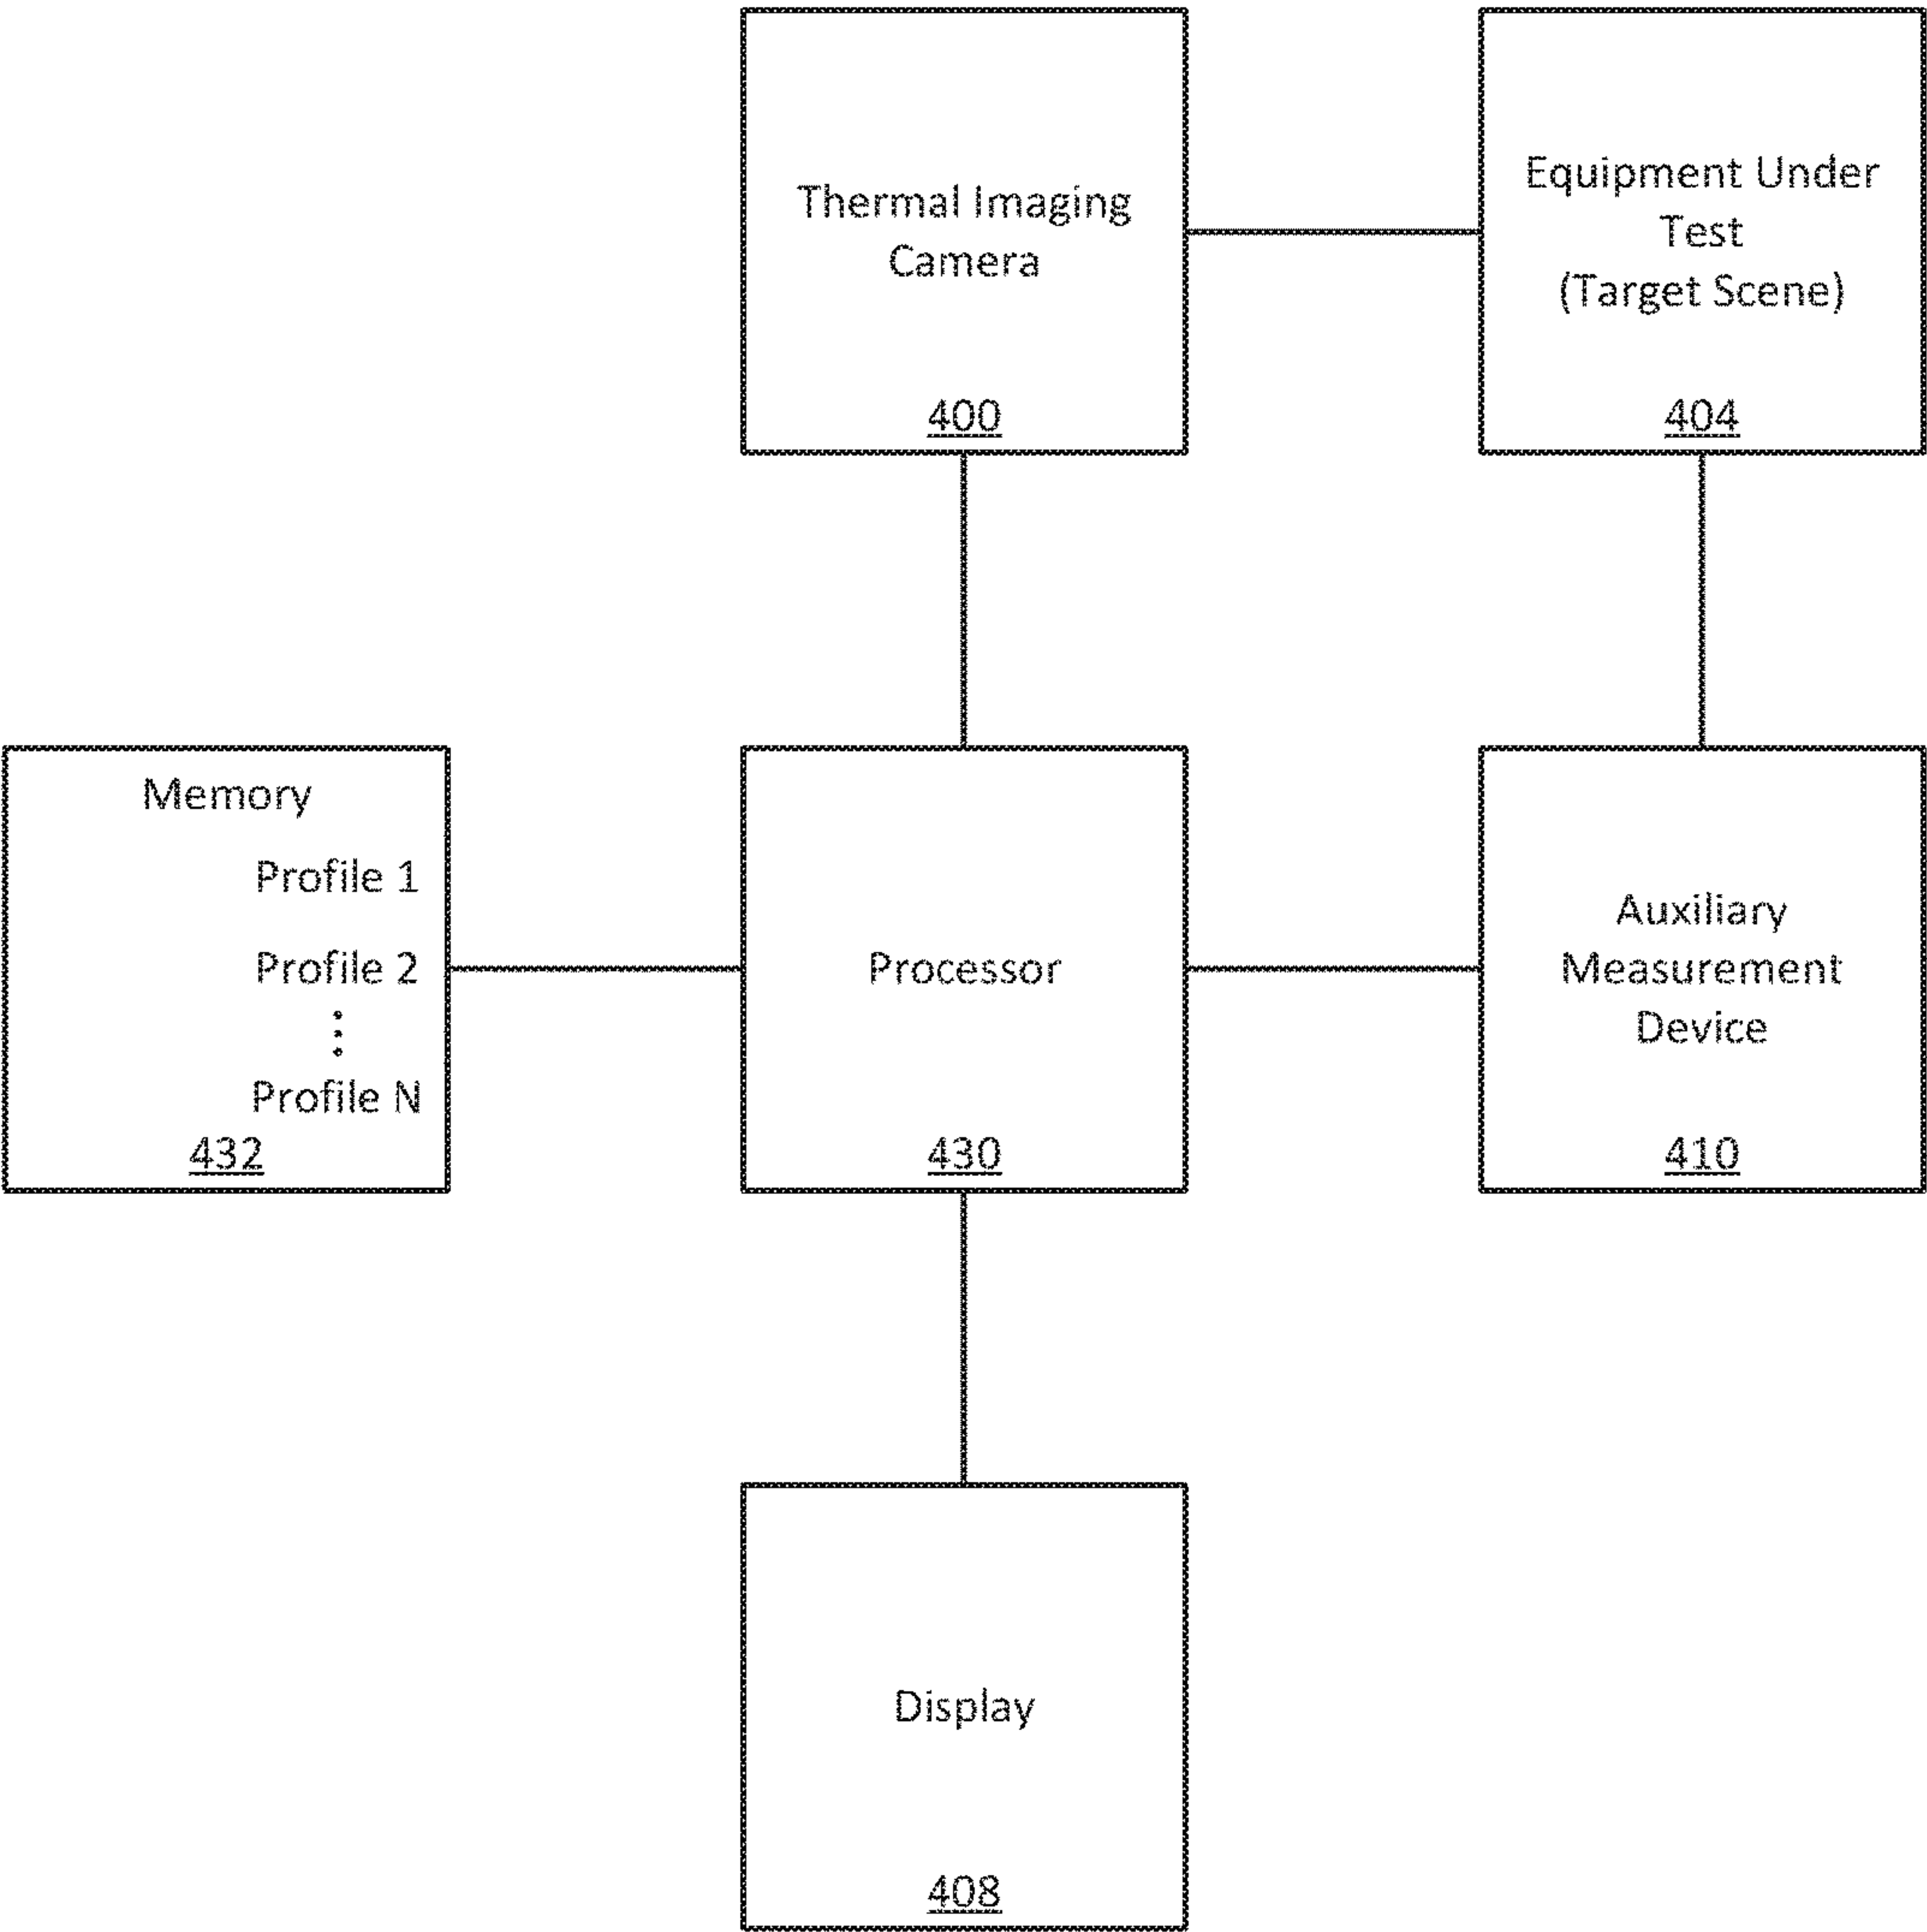 Thermal Imaging
Camera
400
Equipment Under
Test
(Target Scene)
404
Memory
Profile 1
Profile 2
⋮
Profile N
432
Processor
430
Auxiliary
Measurement
Device
410
Display
408